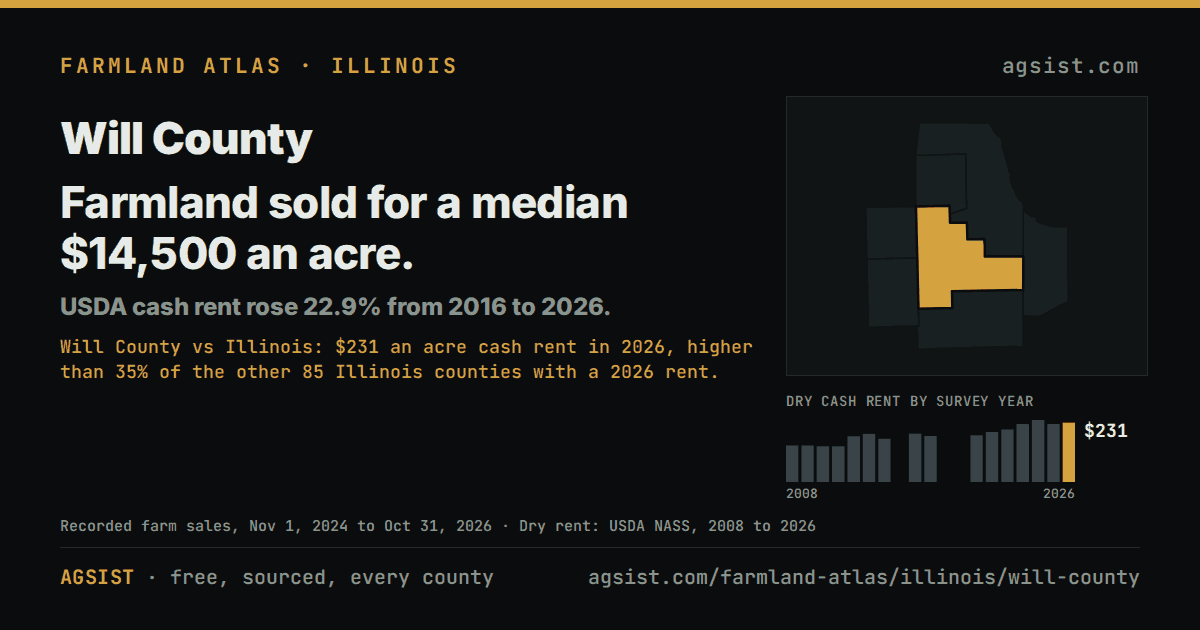 FARMLAND ATLAS · ILLINOIS
agsist.com
Will County
Farmland sold for a median
$14,500 an acre.
USDA cash rent rose 22.9% from 2016 to 2026.
Will County vs Illinois: $231 an acre cash rent in 2026, higher
than 35% of the other 85 Illinois counties with a 2026 rent.
DRY CASH RENT BY SURVEY YEAR
$231
2008
2026
Recorded farm sales, Nov 1, 2024 to Oct 31, 2026 · Dry rent: USDA NASS, 2008 to 2026
AGSIST · free, sourced, every county
agsist.com/farmland-atlas/illinois/will-county